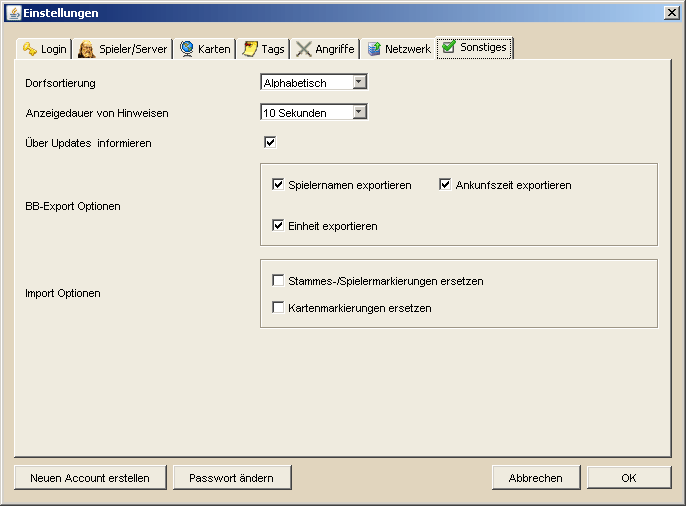 Einstellungen
Login Spieler/Server Karten Tags Angriffe Netzwerk Sonstiges
Dorfsortierung Alphabetisch
Anzeigedauer von Hinweisen 10 Sekunden
Über Updates informieren
BB-Export Optionen
Spielernamen exportieren Ankunfszeit exportieren
Einheit exportieren
Import Optionen
Stammes-/Spielermarkierungen ersetzen
Kartenmarkierungen ersetzen
Neuen Account erstellen Passwort ändern Abbrechen OK